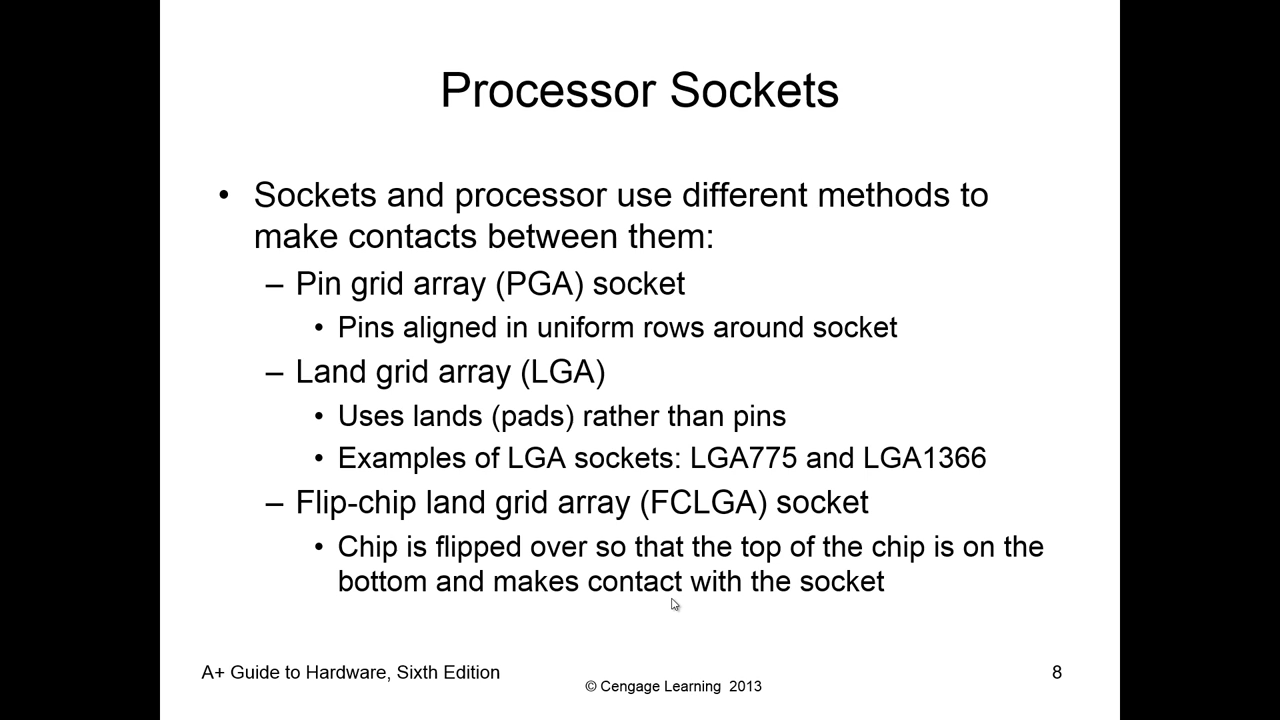 Processor Sockets
• Sockets and processor use different methods to
make contacts between them:
– Pin grid array (PGA) socket
• Pins aligned in uniform rows around socket
– Land grid array (LGA)
• Uses lands (pads) rather than pins
• Examples of LGA sockets: LGA775 and LGA1366
– Flip-chip land grid array (FCLGA) socket
• Chip is flipped over so that the top of the chip is on the
bottom and makes contact with the socket
A+ Guide to Hardware, Sixth Edition
© Cengage Learning 2013
8